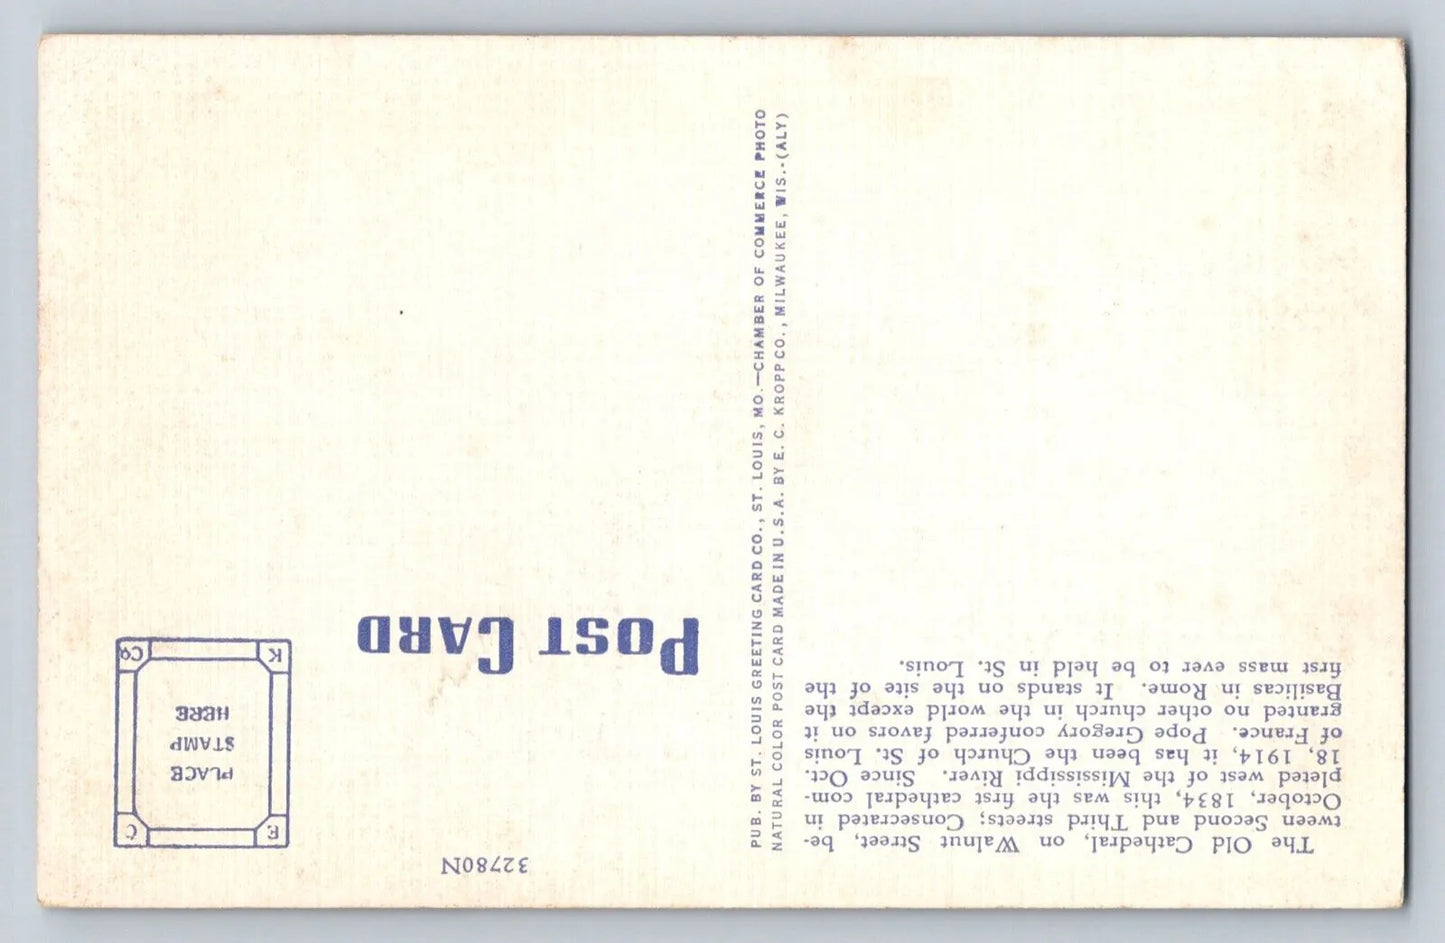 The Old Cathedral, on Walnut Street, be-
tween Second and Third streets; Consecrated in
October, 1834, this was the first cathedral com-
pleted west of the Mississippi River. Since Oct.
18, 1914, it has been the Church of St. Louis
of France. Pope Gregory conferred favors on it
granted no other church in the world except the
Basilicas in Rome. It stands on the site of the
first mass ever to be held in St. Louis.
PUB. BY ST. LOUIS GREETING CARD CO., ST. LOUIS, MO.—CHAMBER OF COMMERCE PHOTO
NATURAL COLOR POST CARD MADE IN U.S.A. BY E. C. KROPP CO., MILWAUKEE, WIS.-(ALY)
32780N
POST CARD
E C
PLACE
STAMP
HERE
K Co